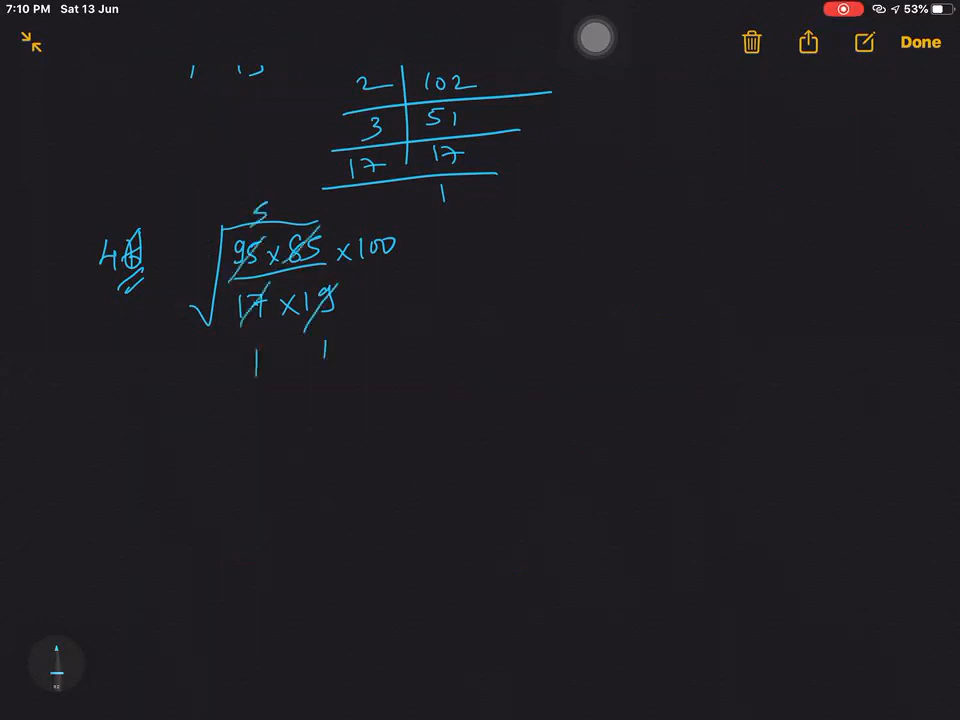 7:10 PM Sat 13 Jun
53%
Done
2 102
3 51
17 17
1
5
4 √ 95 x 85 x 100
17 x 19
1 1